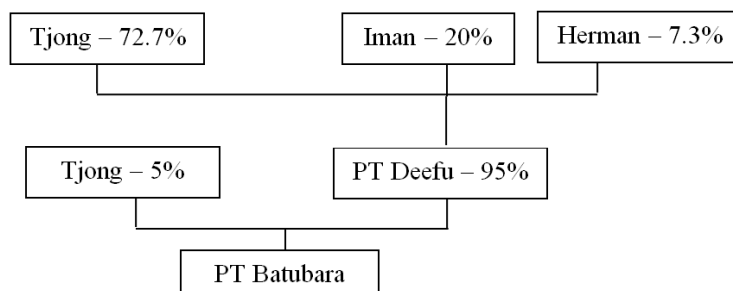 Tjong – 72.7%
Iman – 20%
Herman – 7.3%
Tjong – 5%
PT Deefu – 95%
PT Batubara